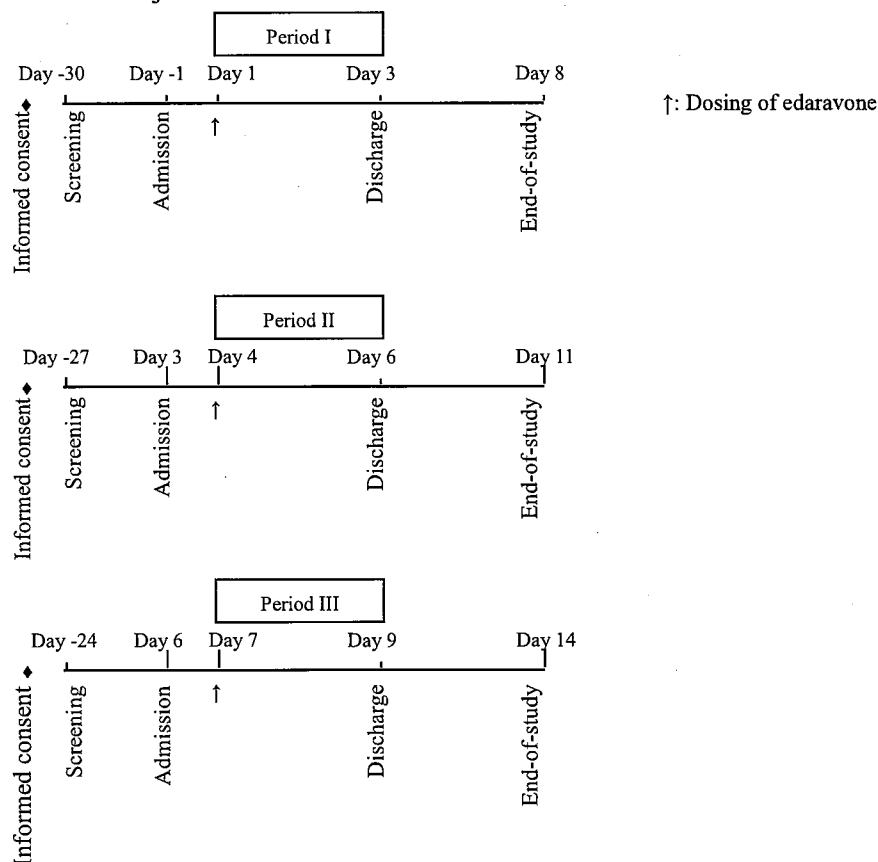 Period I
Day -30 Day -1 Day 1 Day 3 Day 8
↑: Dosing of edaravone
↑
Informed consent♦
Screening
Admission
Discharge
End-of-study
Period II
Day -27 Day 3 Day 4 Day 6 Day 11
↑
Informed consent♦
Screening
Admission
Discharge
End-of-study
Period III
Day -24 Day 6 Day 7 Day 9 Day 14
↑
Informed consent♦
Screening
Admission
Discharge
End-of-study